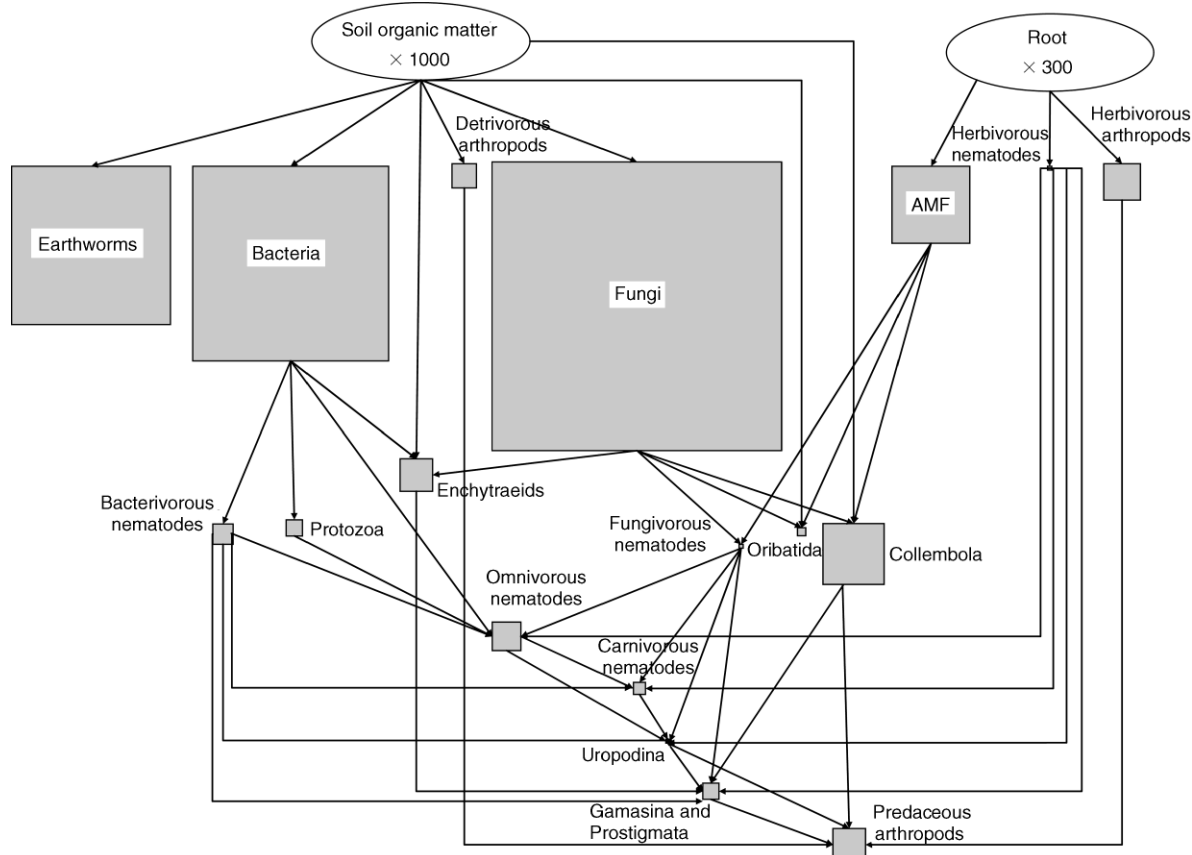 Soil organic matter
× 1000
Root
× 300
Detrivorous
arthropods
Herbivorous
nematodes
Herbivorous
arthropods
Earthworms
Bacteria
Fungi
AMF
Enchytraeids
Bacterivorous
nematodes
Protozoa
Fungivorous
nematodes
Oribatida
Collembola
Omnivorous
nematodes
Carnivorous
nematodes
Uropodina
Gamasina and
Prostigmata
Predaceous
arthropods